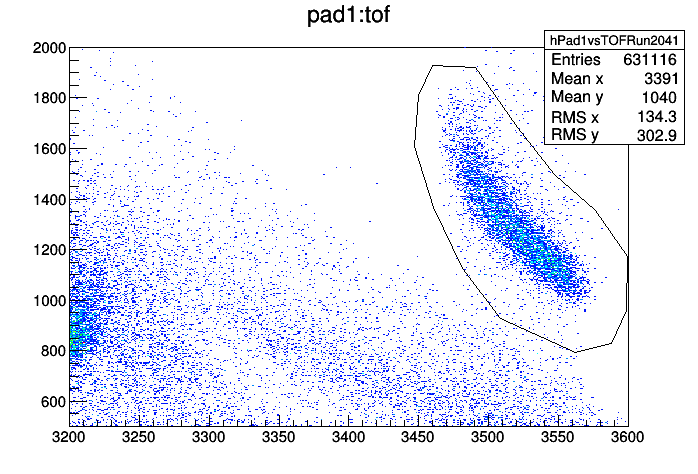 pad1:tof
hPad1vsTOFRun2041
Entries 631116
Mean x 3391
Mean y 1040
RMS x 134.3
RMS y 302.9
2000
1800
1600
1400
1200
1000
800
600
3200 3250 3300 3350 3400 3450 3500 3550 3600